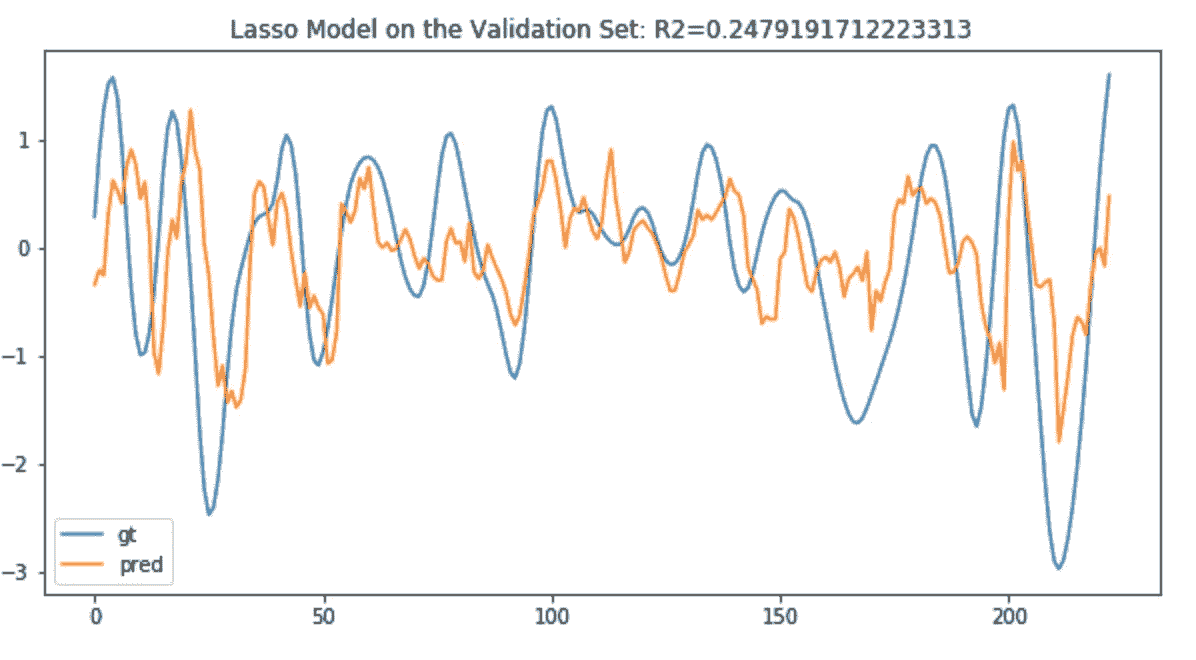 Lasso Model on the Validation Set: R2=0.2479191712223313
1
0
−1
−2
−3
gt
pred
0 50 100 150 200